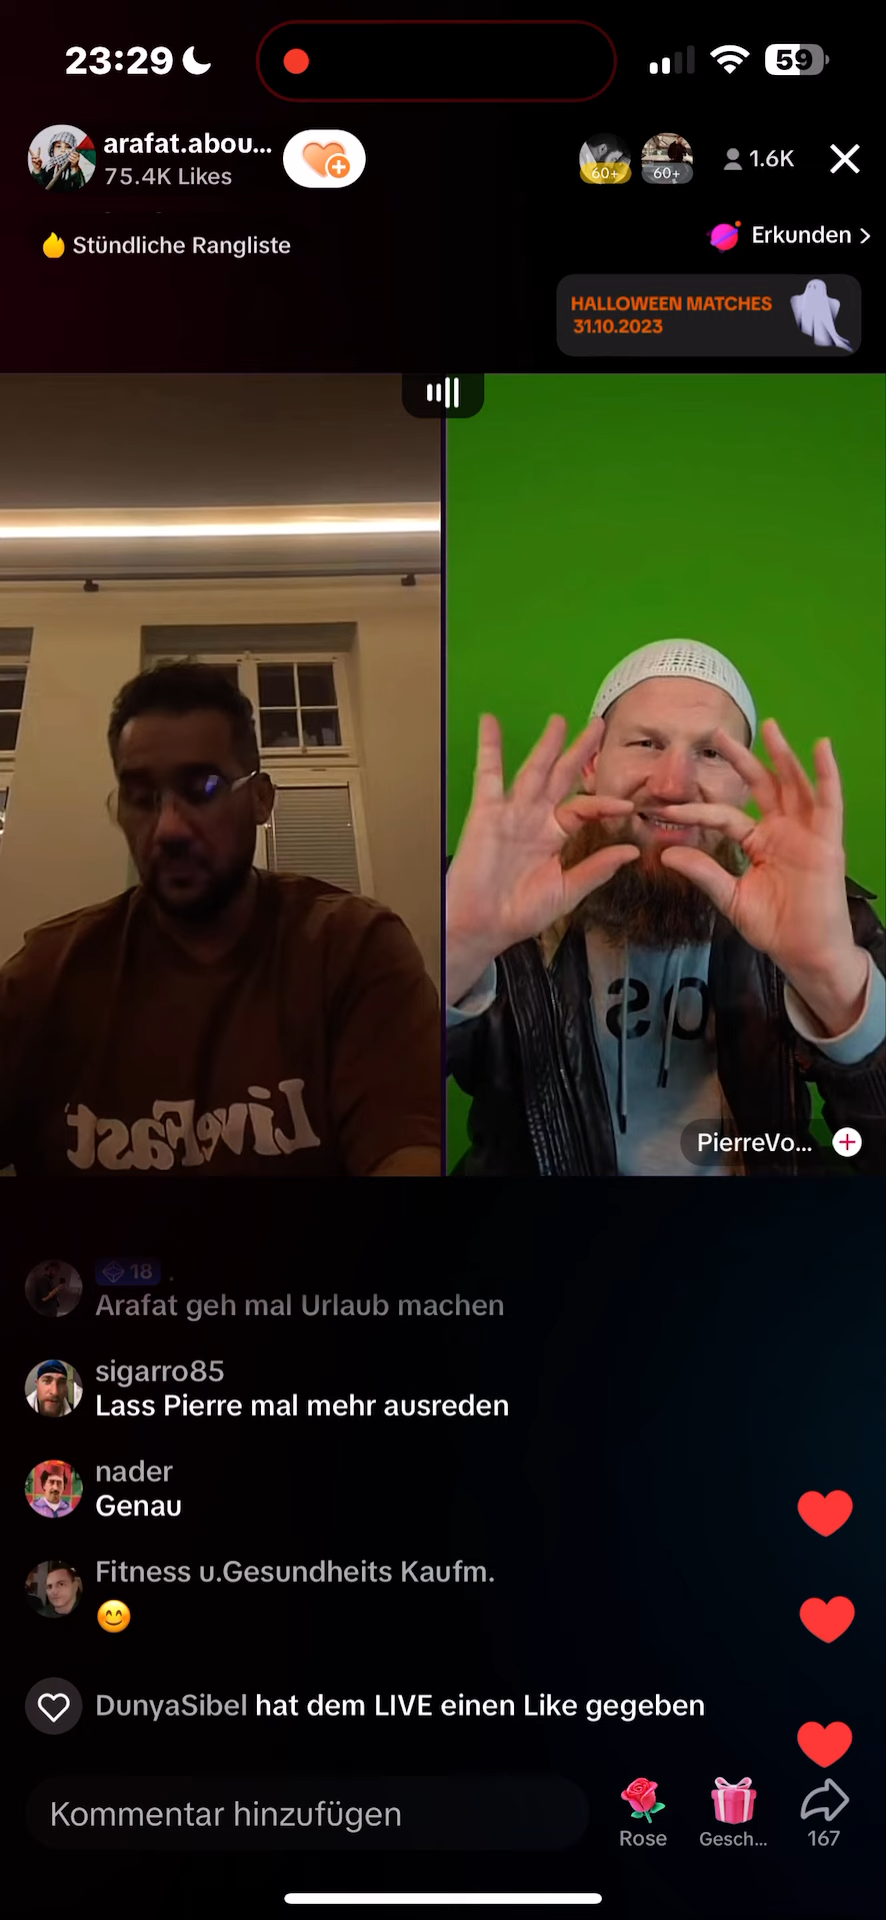 23:29
59
arafat.abou...
75.4K Likes
60+
60+
1.6K
Stündliche Rangliste
Erkunden >
HALLOWEEN MATCHES
31.10.2023
LiveFast
PierreVo...
18 .
Arafat geh mal Urlaub machen
sigarro85
Lass Pierre mal mehr ausreden
nader
Genau
Fitness u.Gesundheits Kaufm.
😊
DunyaSibel hat dem LIVE einen Like gegeben
Kommentar hinzufügen
Rose
Gesch...
167